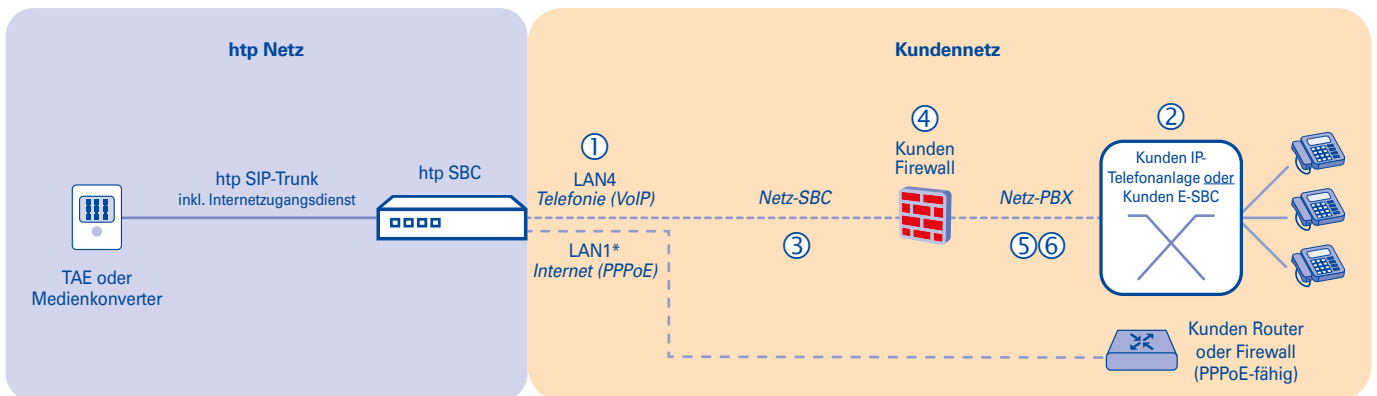 htp Netz
Kundennetz
TAE oder
Medienkonverter
htp SIP-Trunk
inkl. Internetzugangsdienst
htp SBC
①
LAN4
Telefonie (VoIP)
LAN1*
Internet (PPPoE)
Netz-SBC
③
④
Kunden
Firewall
Netz-PBX
⑤⑥
②
Kunden IP-
Telefonanlage oder
Kunden E-SBC
Kunden Router
oder Firewall
(PPPoE-fähig)